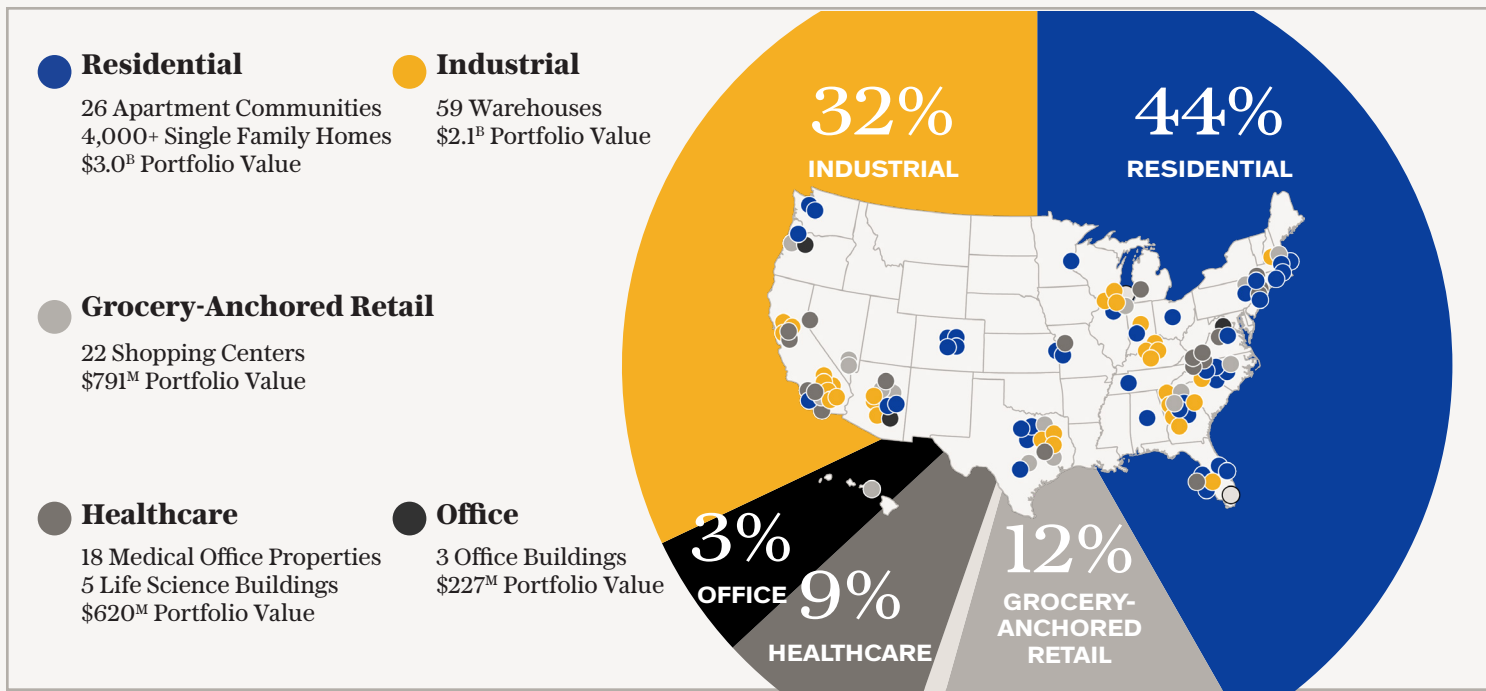 Residential
26 Apartment Communities
4,000+ Single Family Homes
$3.0ᴮ Portfolio Value
Industrial
59 Warehouses
$2.1ᴮ Portfolio Value
Grocery-Anchored Retail
22 Shopping Centers
$791ᴹ Portfolio Value
Healthcare
18 Medical Office Properties
5 Life Science Buildings
$620ᴹ Portfolio Value
Office
3 Office Buildings
$227ᴹ Portfolio Value
32%
INDUSTRIAL
44%
RESIDENTIAL
3%
OFFICE
9%
HEALTHCARE
12%
GROCERY-
ANCHORED
RETAIL